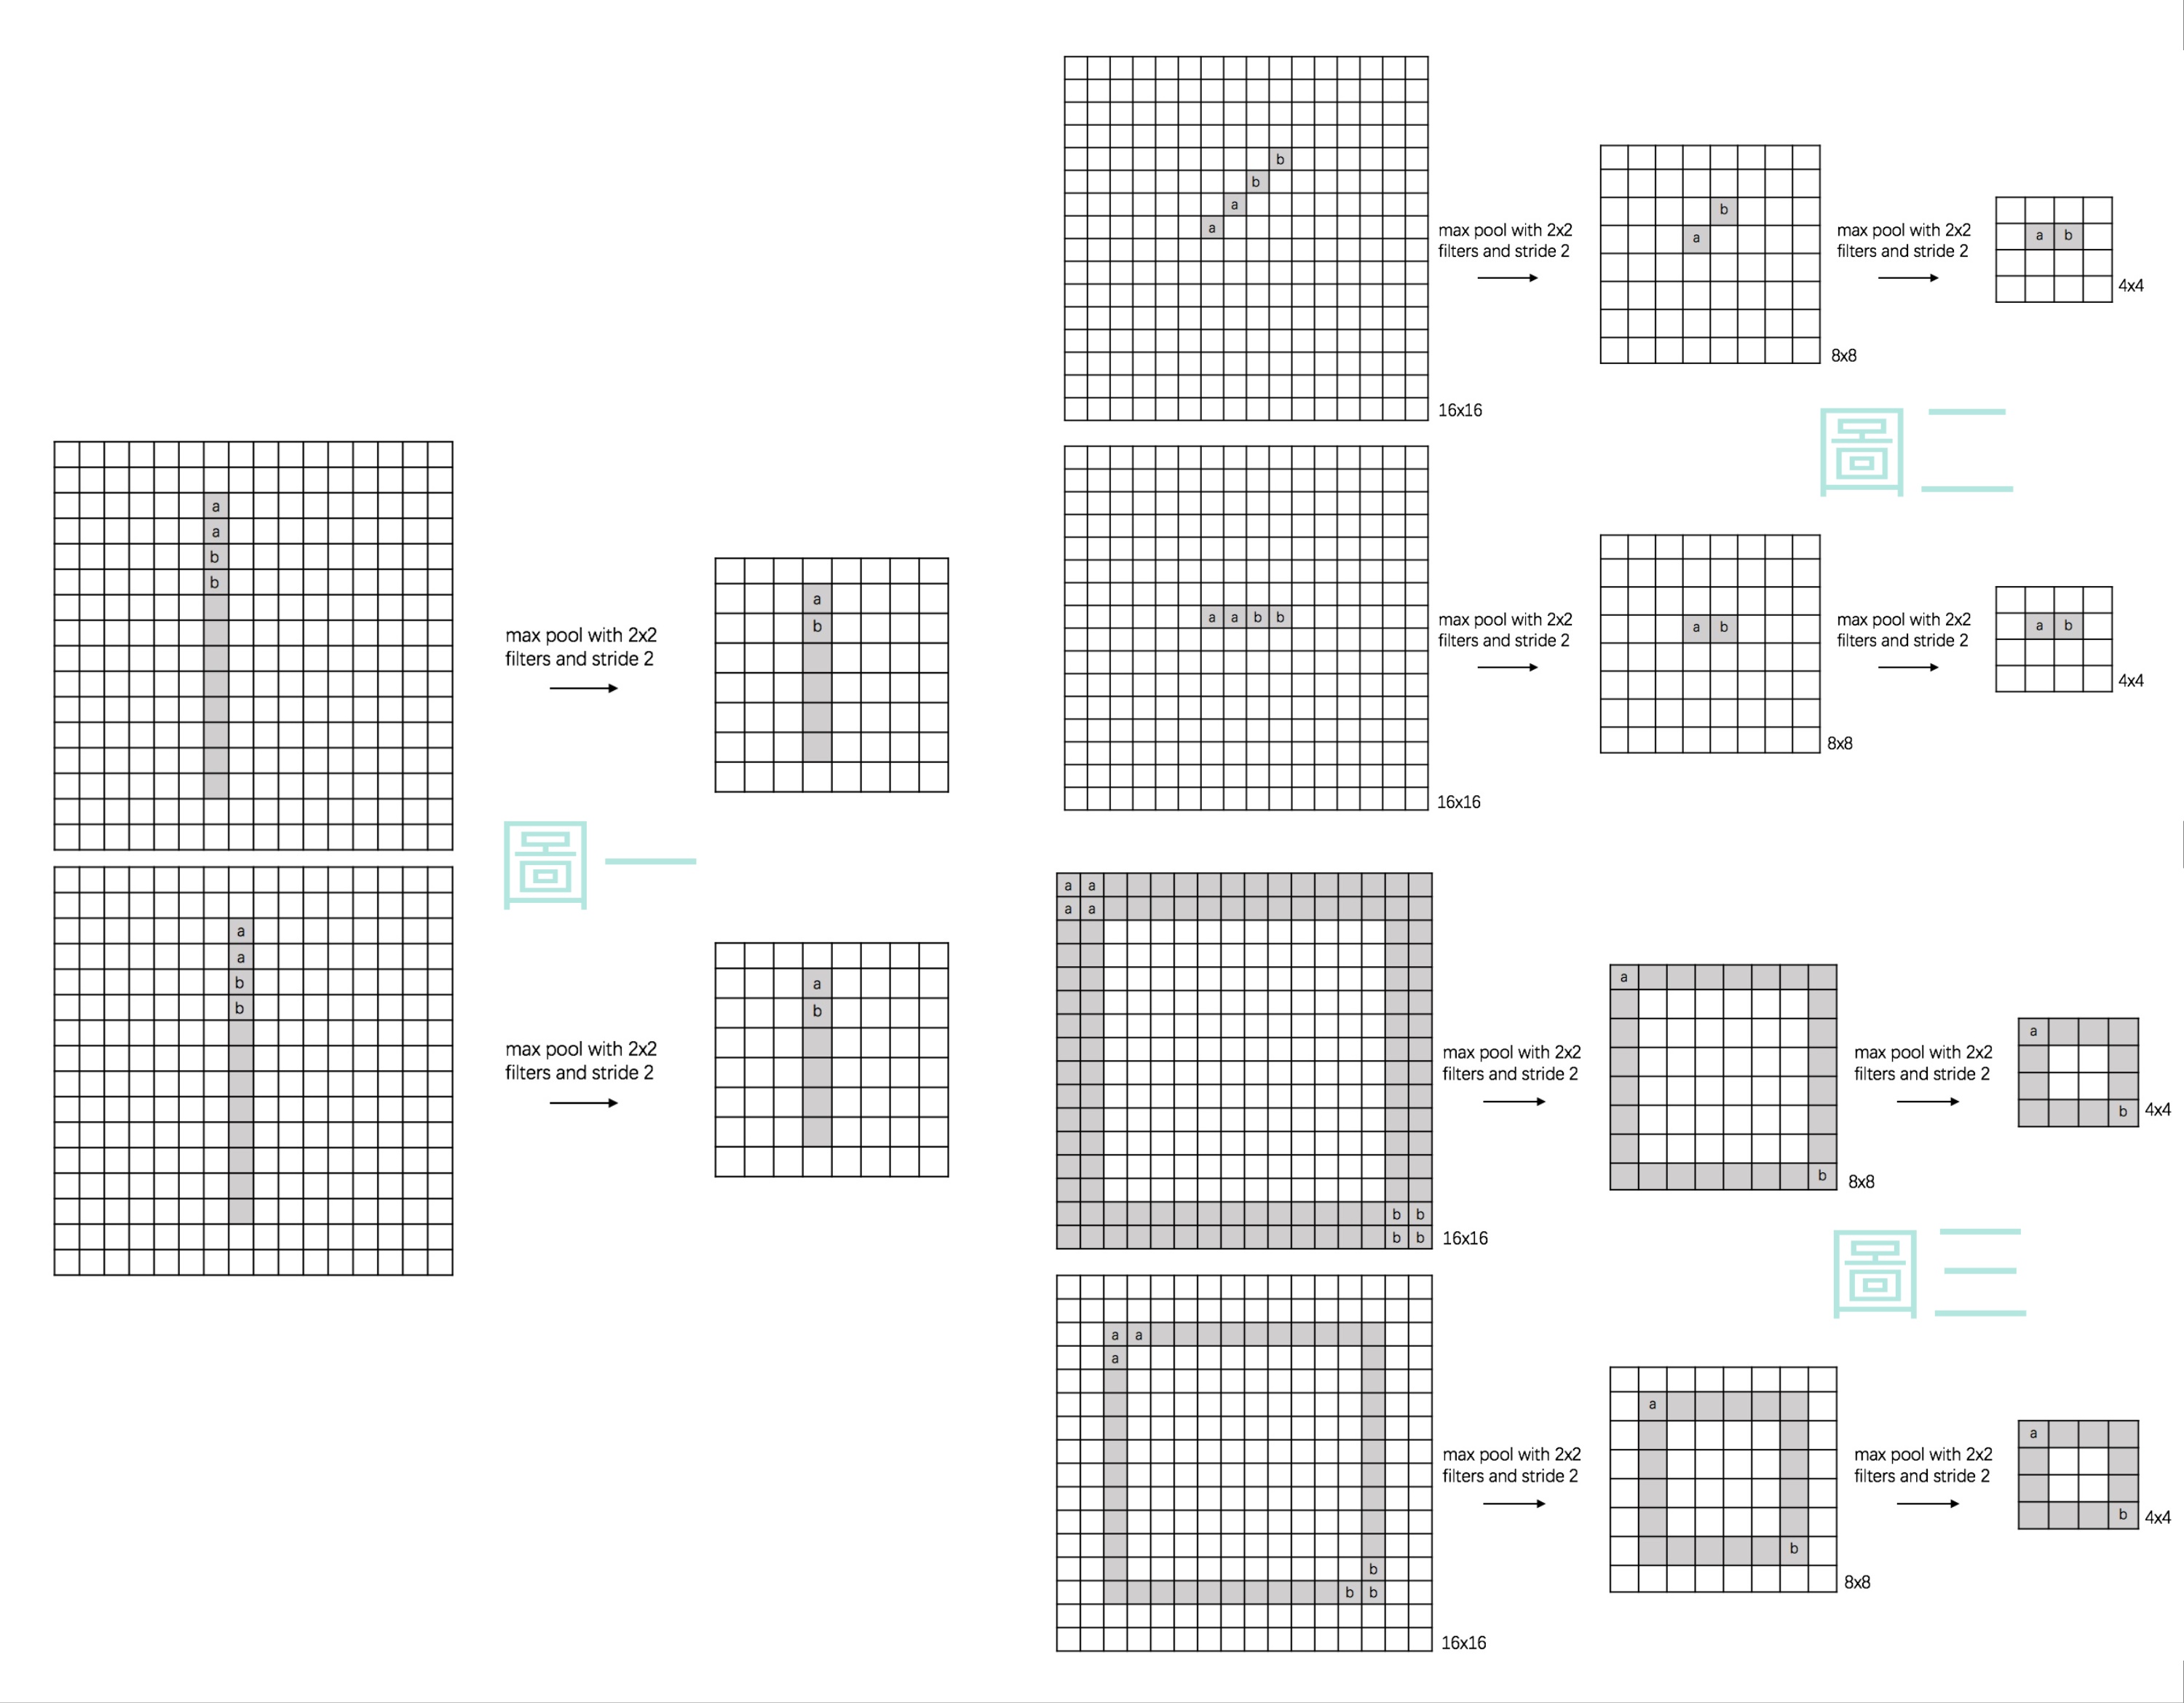 a
a
b
b
max pool with 2x2
filters and stride 2
a
b
圖一
a
a
b
b
max pool with 2x2
filters and stride 2
a
b
b
b
a
a
16x16
max pool with 2x2
filters and stride 2
b
a
8x8
max pool with 2x2
filters and stride 2
a b
4x4
圖二
a a b b
16x16
max pool with 2x2
filters and stride 2
a b
8x8
max pool with 2x2
filters and stride 2
a b
4x4
a a
a a
b b
b b
16x16
max pool with 2x2
filters and stride 2
a
b
8x8
max pool with 2x2
filters and stride 2
a
b
4x4
圖三
a a
a
b
b b
16x16
max pool with 2x2
filters and stride 2
a
b
8x8
max pool with 2x2
filters and stride 2
a
b
4x4